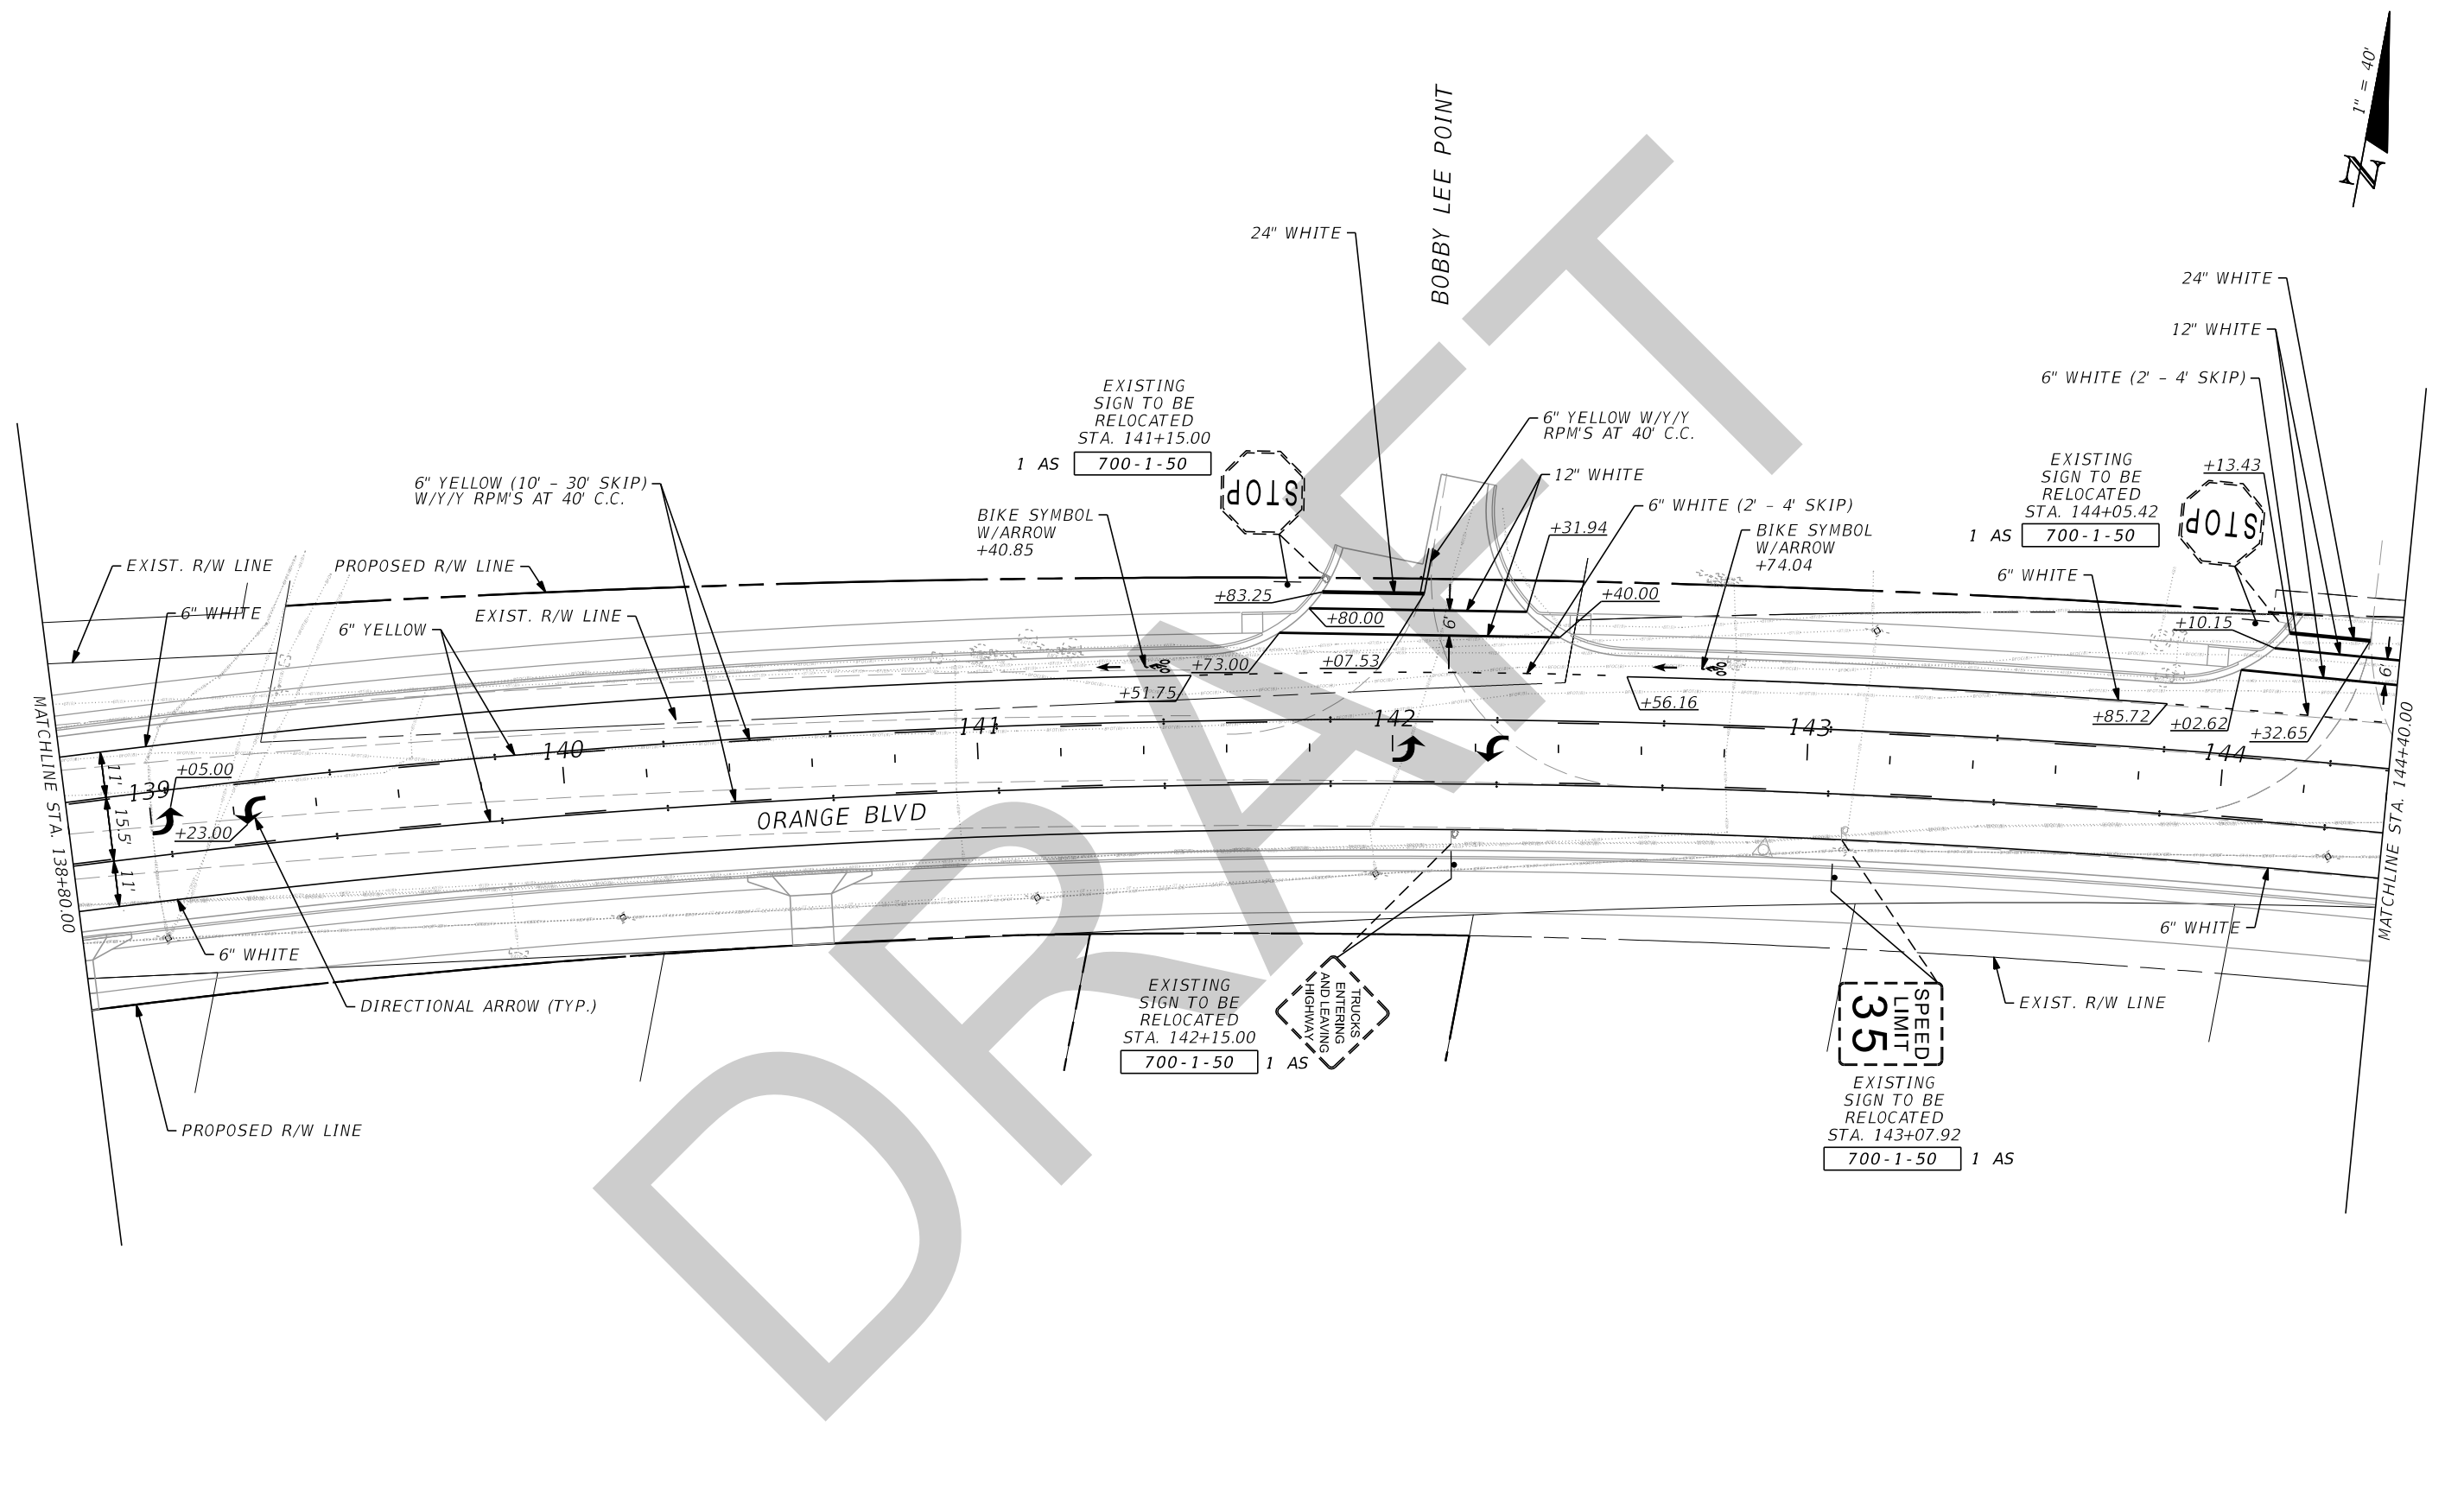 1" = 40'
N
BOBBY LEE POINT
24" WHITE
24" WHITE
12" WHITE
6" WHITE (2' – 4' SKIP)
EXISTING
SIGN TO BE
RELOCATED
STA. 141+15.00
1 AS 700-1-50
STOP
6" YELLOW W/Y/Y
RPM'S AT 40' C.C.
12" WHITE
6" WHITE (2' – 4' SKIP)
+31.94
BIKE SYMBOL
W/ARROW
+74.04
EXISTING
SIGN TO BE
RELOCATED
STA. 144+05.42
1 AS 700-1-50
STOP
+13.43
6" YELLOW (10' – 30' SKIP)
W/Y/Y RPM'S AT 40' C.C.
BIKE SYMBOL
W/ARROW
+40.85
EXIST. R/W LINE
PROPOSED R/W LINE
6" WHITE
EXIST. R/W LINE
6" YELLOW
+83.25
+80.00
6'
+40.00
6" WHITE
+10.15
6'
+73.00
+07.53
+51.75
+56.16
+85.72
+02.62
+32.65
MATCHLINE STA. 138+80.00
MATCHLINE STA. 144+40.00
139
140
141
142
143
144
11'
15.5'
11'
+05.00
+23.00
ORANGE BLVD
6" WHITE
6" WHITE
DIRECTIONAL ARROW (TYP.)
EXISTING
SIGN TO BE
RELOCATED
STA. 142+15.00
700-1-50 1 AS
TRUCKS
ENTERING
AND LEAVING
HIGHWAY
SPEED
LIMIT
35
EXIST. R/W LINE
EXISTING
SIGN TO BE
RELOCATED
STA. 143+07.92
700-1-50 1 AS
PROPOSED R/W LINE
DRAFT